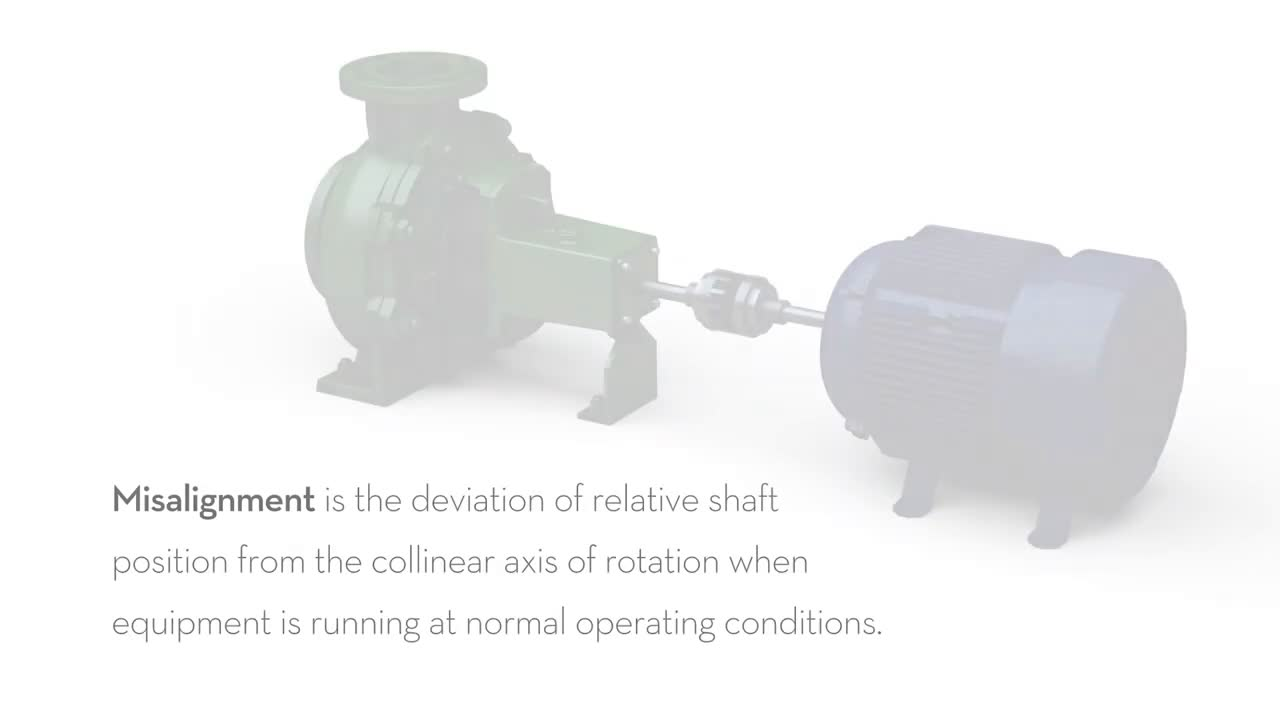 Misalignment is the deviation of relative shaft
position from the collinear axis of rotation when
equipment is running at normal operating conditions.